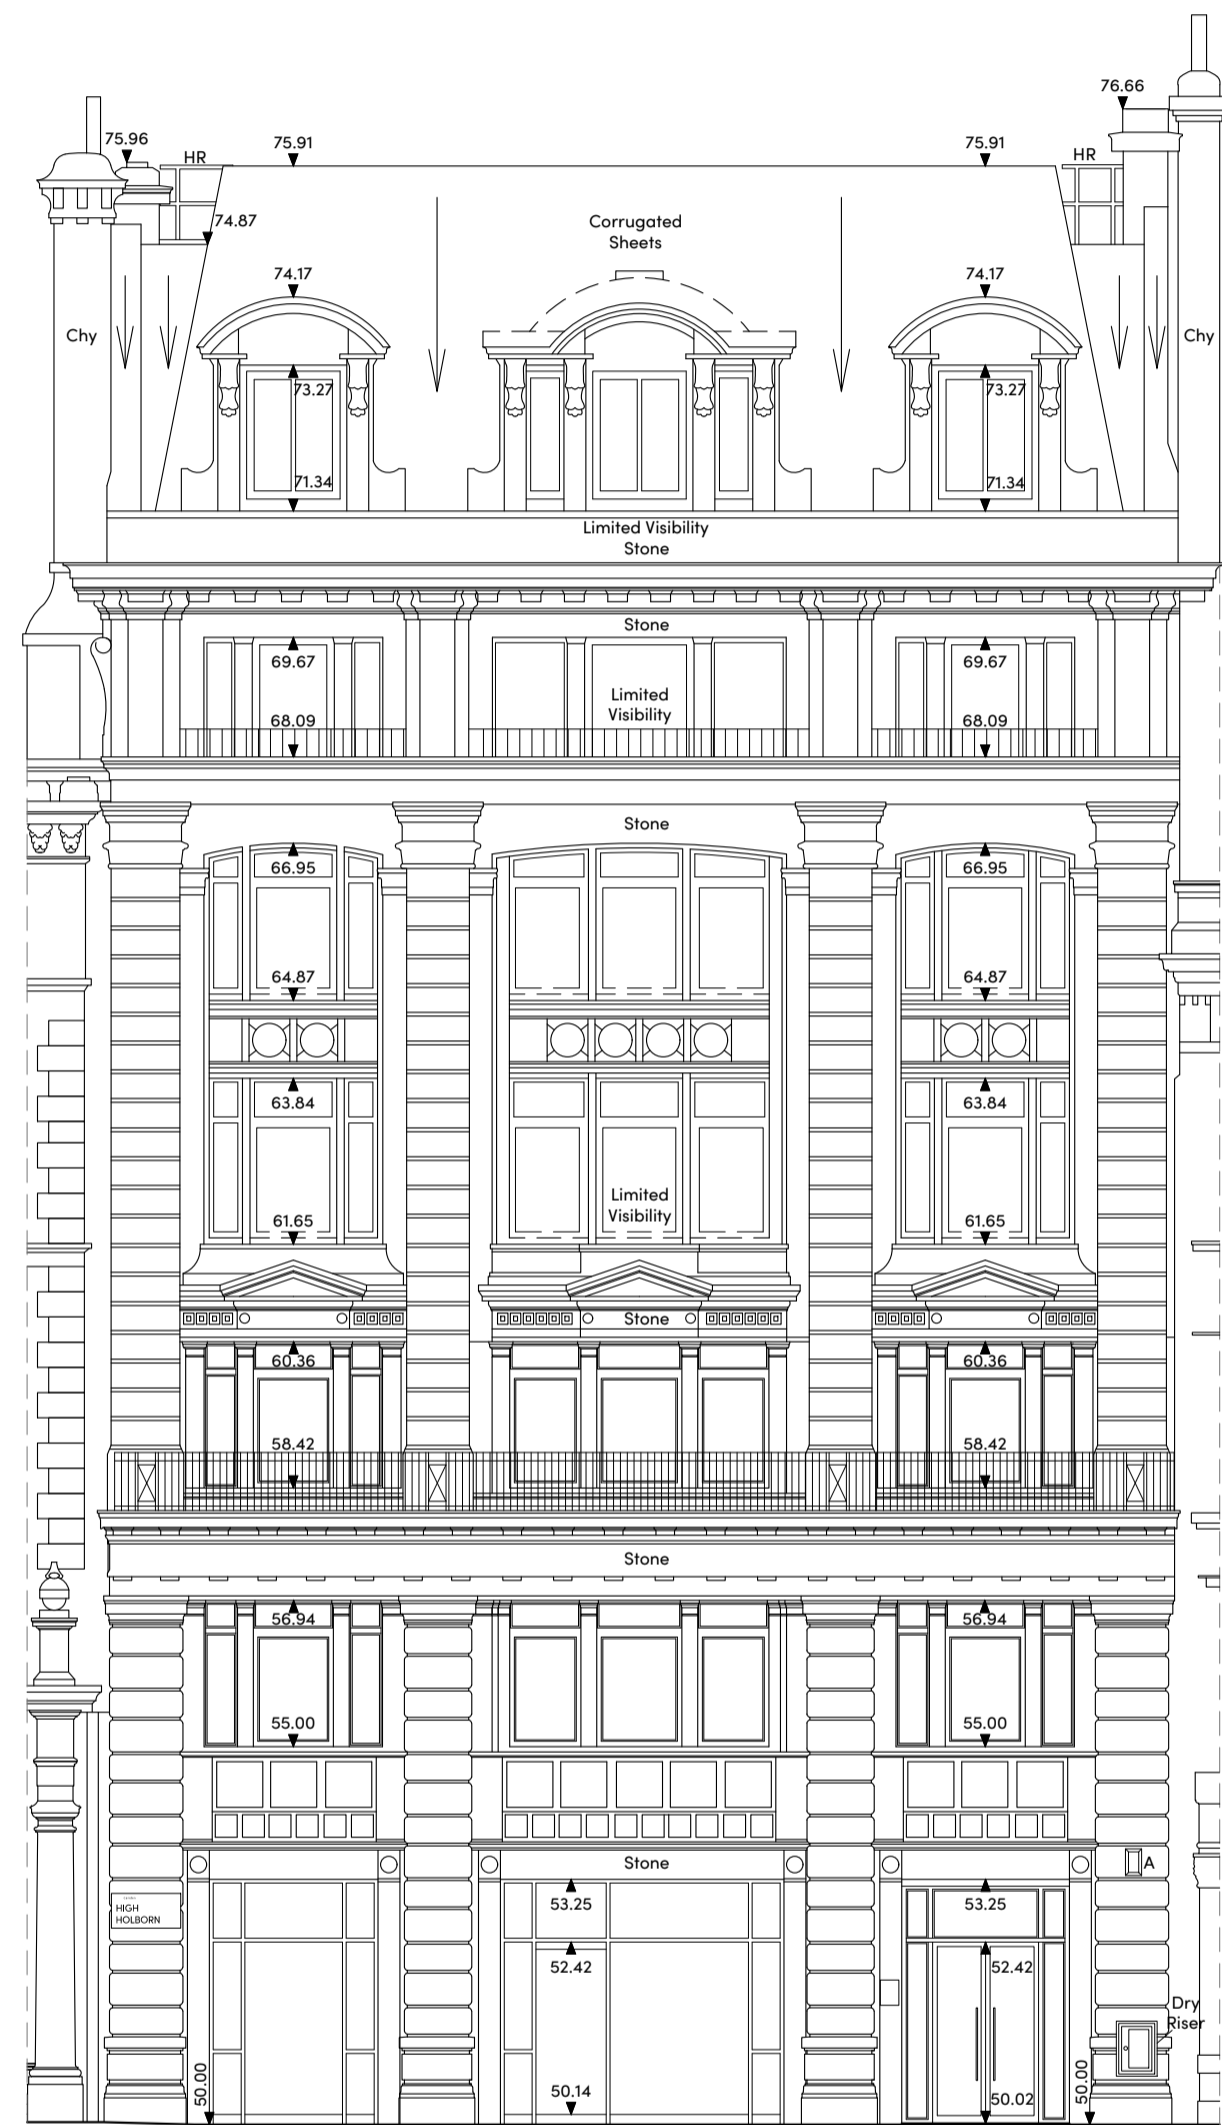 76.66
75.96
75.91
75.91
HR
HR
74.87
Corrugated
Sheets
74.17
74.17
Chy
Chy
73.27
73.27
71.34
71.34
Limited Visibility
Stone
Stone
69.67
69.67
Limited
Visibility
68.09
68.09
Stone
66.95
66.95
64.87
64.87
63.84
63.84
Limited
Visibility
61.65
61.65
Stone
60.36
60.36
58.42
58.42
Stone
56.94
56.94
55.00
55.00
Stone
A
53.25
53.25
HIGH
HOLBORN
52.42
52.42
Dry
Riser
50.00
50.14
50.02
50.00